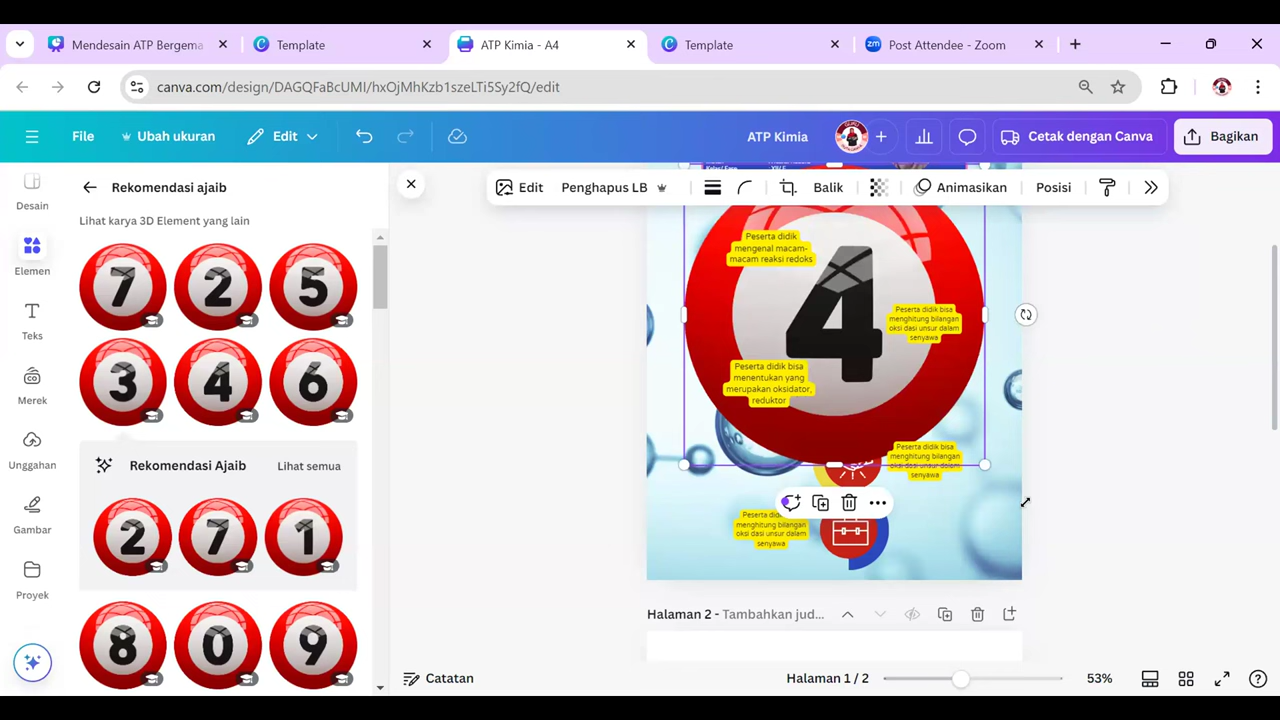 Mendesain ATP Bergema
Template
ATP Kimia - A4
Template
Post Attendee - Zoom
canva.com/design/DAGQFaBcUMI/hxOjMhKzb1szeLTi5Sy2fQ/edit
File
Ubah ukuran
Edit
ATP Kimia
Cetak dengan Canva
Bagikan
Desain
Elemen
Teks
Merek
Unggahan
Gambar
Proyek
Rekomendasi ajaib
Lihat karya 3D Element yang lain
7 2 5
3 4 6
Rekomendasi Ajaib
Lihat semua
2 7 1
8 0 9
Edit
Penghapus LB
Balik
Animasikan
Posisi
4
Peserta didik
mengenal macam-
macam reaksi redoks
Peserta didik bisa
menghitung bilangan
oksi dasi unsur dalam
senyawa
Peserta didik bisa
menentukan yang
merupakan oksidator,
reduktor
Peserta didik bisa
menghitung bilangan
oksi dasi unsur dalam
senyawa
Peserta didi
menghitung bilangan
oksi dasi unsur dalam
senyawa
Halaman 2 - Tambahkan jud...
Catatan
Halaman 1 / 2
53%
zm